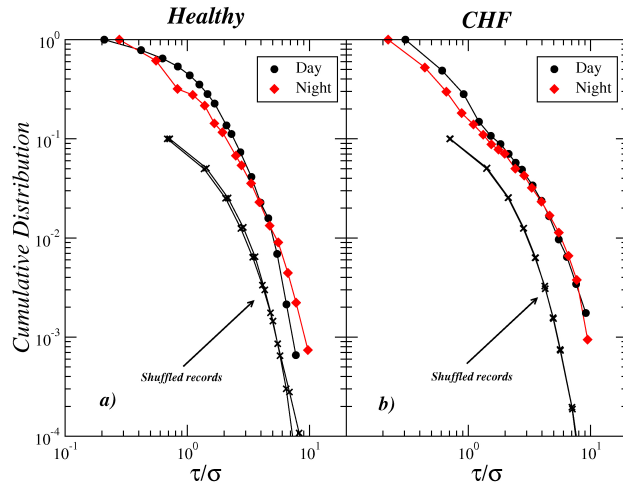 Healthy
CHF
Cumulative Distribution
10^0
10^-1
10^-2
10^-3
10^-4
Day
Night
Day
Night
Shuffled records
Shuffled records
a)
b)
10^-1
10^0
10^1
10^0
10^1
τ/σ
τ/σ